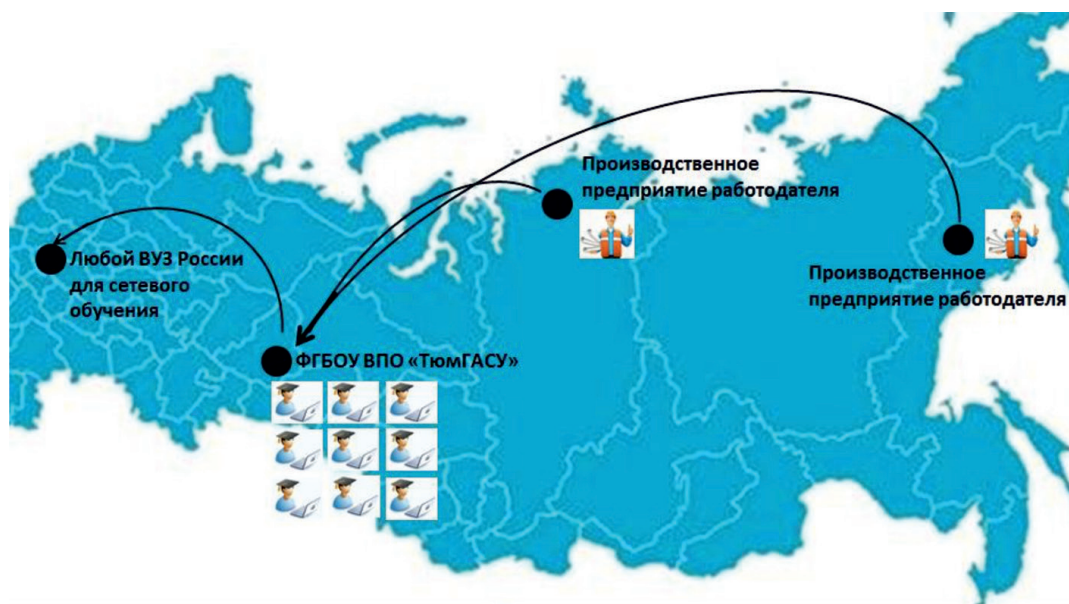 Производственное
предприятие работодателя
Любой ВУЗ России
для сетевого
обучения
Производственное
предприятие работодателя
ФГБОУ ВПО «ТюмГАСУ»